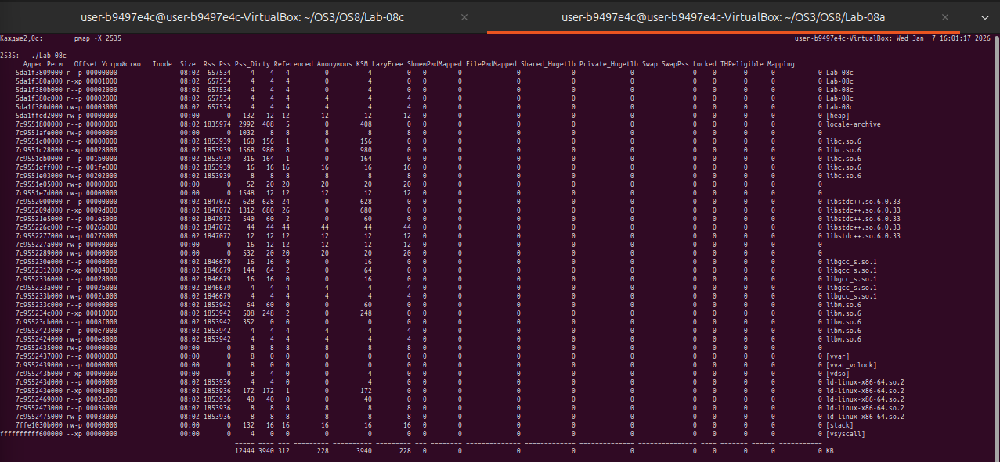 user-b9497e4c@user-b9497e4c-VirtualBox: ~/OS3/OS8/Lab-08c × user-b9497e4c@user-b9497e4c-VirtualBox: ~/OS3/OS8/Lab-08a ×
Каждые2,0с: pmap -X 2535 user-b9497e4c-VirtualBox: Wed Jan 7 16:01:17 2026
2535: ./Lab-08c
Адрес Perm Offset Устройство Inode Size Rss Pss Pss_Dirty Referenced Anonymous KSM LazyFree ShmemPmdMapped FilePmdMapped Shared_Hugetlb Private_Hugetlb Swap SwapPss Locked THPeligible Mapping
5da1f3809000 r--p 00000000 08:02 657534 4 4 4 0 4 0 0 0 0 0 0 0 0 0 0 0 Lab-08c
5da1f380a000 r-xp 00001000 08:02 657534 4 4 4 0 4 0 0 0 0 0 0 0 0 0 0 0 Lab-08c
5da1f380b000 r--p 00002000 08:02 657534 4 4 4 0 4 0 0 0 0 0 0 0 0 0 0 0 Lab-08c
5da1f380c000 r--p 00002000 08:02 657534 4 4 4 4 4 4 0 0 0 0 0 0 0 0 0 0 Lab-08c
5da1f380d000 rw-p 00003000 08:02 657534 4 4 4 4 4 4 0 0 0 0 0 0 0 0 0 0 Lab-08c
5da1ffed2000 rw-p 00000000 00:00 0 132 12 12 12 12 12 0 0 0 0 0 0 0 0 0 0 [heap]
7c9551800000 r--p 00000000 08:02 1835974 2992 408 5 0 408 0 0 0 0 0 0 0 0 0 0 0 locale-archive
7c9551afe000 rw-p 00000000 00:00 0 1032 8 8 8 8 8 0 0 0 0 0 0 0 0 0 0
7c9551c00000 r--p 00000000 08:02 1853939 160 156 1 0 156 0 0 0 0 0 0 0 0 0 0 0 libc.so.6
7c9551c28000 r-xp 00028000 08:02 1853939 1568 980 8 0 980 0 0 0 0 0 0 0 0 0 0 0 libc.so.6
7c9551db0000 r--p 001b0000 08:02 1853939 316 164 1 0 164 0 0 0 0 0 0 0 0 0 0 0 libc.so.6
7c9551dff000 r--p 001fe000 08:02 1853939 16 16 16 16 16 16 0 0 0 0 0 0 0 0 0 0 libc.so.6
7c9551e03000 rw-p 00202000 08:02 1853939 8 8 8 8 8 8 0 0 0 0 0 0 0 0 0 0 libc.so.6
7c9551e05000 rw-p 00000000 00:00 0 52 20 20 20 20 20 0 0 0 0 0 0 0 0 0 0
7c9551e7d000 rw-p 00000000 00:00 0 1548 12 12 12 12 12 0 0 0 0 0 0 0 0 0 0
7c9552000000 r--p 00000000 08:02 1847072 628 628 24 0 628 0 0 0 0 0 0 0 0 0 0 0 libstdc++.so.6.0.33
7c955209d000 r-xp 0009d000 08:02 1847072 1312 680 26 0 680 0 0 0 0 0 0 0 0 0 0 0 libstdc++.so.6.0.33
7c95521e5000 r--p 001e5000 08:02 1847072 540 60 2 0 60 0 0 0 0 0 0 0 0 0 0 0 libstdc++.so.6.0.33
7c955226c000 r--p 0026b000 08:02 1847072 44 44 44 44 44 44 0 0 0 0 0 0 0 0 0 0 libstdc++.so.6.0.33
7c9552277000 rw-p 00276000 08:02 1847072 12 12 12 12 12 12 0 0 0 0 0 0 0 0 0 0 libstdc++.so.6.0.33
7c955227a000 rw-p 00000000 00:00 0 16 12 12 12 12 12 0 0 0 0 0 0 0 0 0 0
7c9552289000 rw-p 00000000 00:00 0 532 20 20 20 20 20 0 0 0 0 0 0 0 0 0 0
7c955230e000 r--p 00000000 08:02 1846679 16 16 0 0 16 0 0 0 0 0 0 0 0 0 0 0 libgcc_s.so.1
7c9552312000 r-xp 00004000 08:02 1846679 144 64 2 0 64 0 0 0 0 0 0 0 0 0 0 0 libgcc_s.so.1
7c9552336000 r--p 00028000 08:02 1846679 16 16 0 0 16 0 0 0 0 0 0 0 0 0 0 0 libgcc_s.so.1
7c955233a000 r--p 0002b000 08:02 1846679 4 4 4 4 4 4 0 0 0 0 0 0 0 0 0 0 libgcc_s.so.1
7c955233b000 rw-p 0002c000 08:02 1846679 4 4 4 4 4 4 0 0 0 0 0 0 0 0 0 0 libgcc_s.so.1
7c955233c000 r--p 00000000 08:02 1853942 64 60 0 0 60 0 0 0 0 0 0 0 0 0 0 0 libm.so.6
7c955234c000 r-xp 00010000 08:02 1853942 508 248 2 0 248 0 0 0 0 0 0 0 0 0 0 0 libm.so.6
7c95523cb000 r--p 0008f000 08:02 1853942 352 0 0 0 0 0 0 0 0 0 0 0 0 0 0 0 libm.so.6
7c9552423000 r--p 000e7000 08:02 1853942 4 4 4 4 4 4 0 0 0 0 0 0 0 0 0 0 libm.so.6
7c9552424000 rw-p 000e8000 08:02 1853942 4 4 4 4 4 4 0 0 0 0 0 0 0 0 0 0 libm.so.6
7c9552435000 rw-p 00000000 00:00 0 8 8 8 8 8 8 0 0 0 0 0 0 0 0 0 0
7c9552437000 r--p 00000000 00:00 0 8 0 0 0 0 0 0 0 0 0 0 0 0 0 0 0 [vvar]
7c9552439000 r--p 00000000 00:00 0 8 0 0 0 0 0 0 0 0 0 0 0 0 0 0 0 [vvar_vclock]
7c955243b000 r-xp 00000000 00:00 0 8 4 0 0 4 0 0 0 0 0 0 0 0 0 0 0 [vdso]
7c955243d000 r--p 00000000 08:02 1853936 4 4 0 0 4 0 0 0 0 0 0 0 0 0 0 0 ld-linux-x86-64.so.2
7c955243e000 r-xp 00001000 08:02 1853936 172 172 1 0 172 0 0 0 0 0 0 0 0 0 0 0 ld-linux-x86-64.so.2
7c9552469000 r--p 0002c000 08:02 1853936 40 40 0 0 40 0 0 0 0 0 0 0 0 0 0 0 ld-linux-x86-64.so.2
7c9552473000 r--p 00036000 08:02 1853936 8 8 8 8 8 8 0 0 0 0 0 0 0 0 0 0 ld-linux-x86-64.so.2
7c9552475000 rw-p 00038000 08:02 1853936 8 8 8 8 8 8 0 0 0 0 0 0 0 0 0 0 ld-linux-x86-64.so.2
7ffe1030b000 rw-p 00000000 00:00 0 132 16 16 16 16 16 0 0 0 0 0 0 0 0 0 0 [stack]
ffffffffff600000 --xp 00000000 00:00 0 4 0 0 0 0 0 0 0 0 0 0 0 0 0 0 0 [vsyscall]
===== ==== === ========= ========== ========= === ======== ============== ============= ============== =============== ==== ======= ====== ===========
12444 3940 312 228 3940 228 0 0 0 0 0 0 0 0 0 0 KB